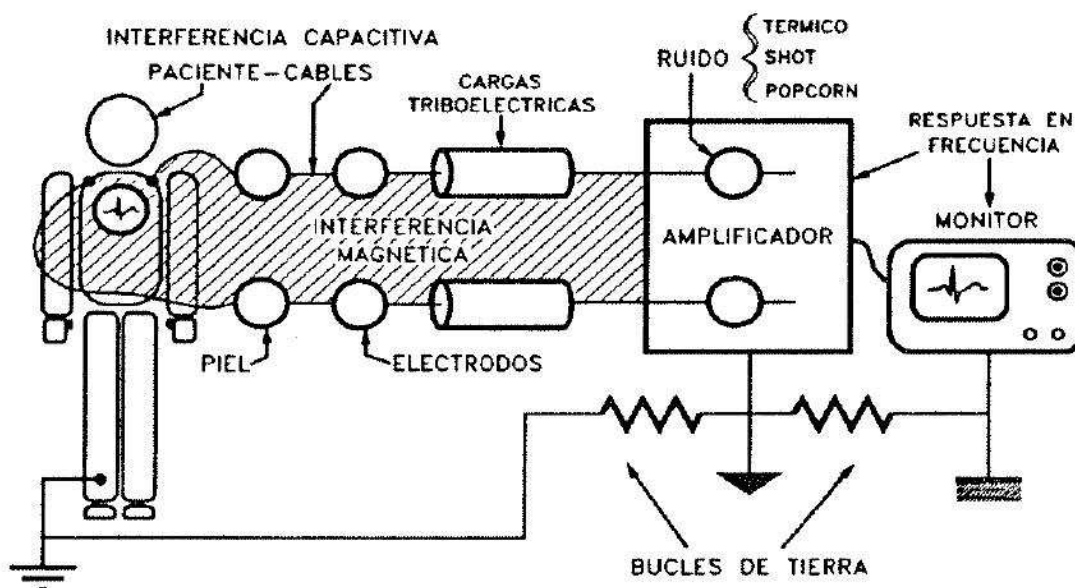 INTERFERENCIA CAPACITIVA
PACIENTE-CABLES
CARGAS
TRIBOELECTRICAS
RUIDO
TERMICO
SHOT
POPCORN
RESPUESTA EN
FRECUENCIA
MONITOR
INTERFERENCIA
MAGNÉTICA
AMPLIFICADOR
PIEL
ELECTRODOS
BUCLES DE TIERRA